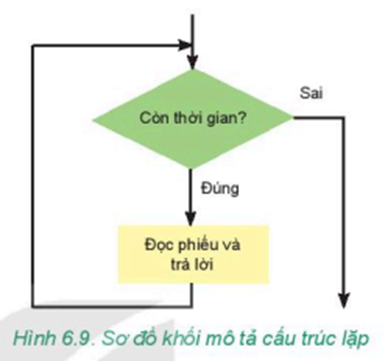 Còn thời gian?
Sai
Đúng
Đọc phiếu và
trả lời
Hình 6.9. Sơ đồ khối mô tả cấu trúc lặp